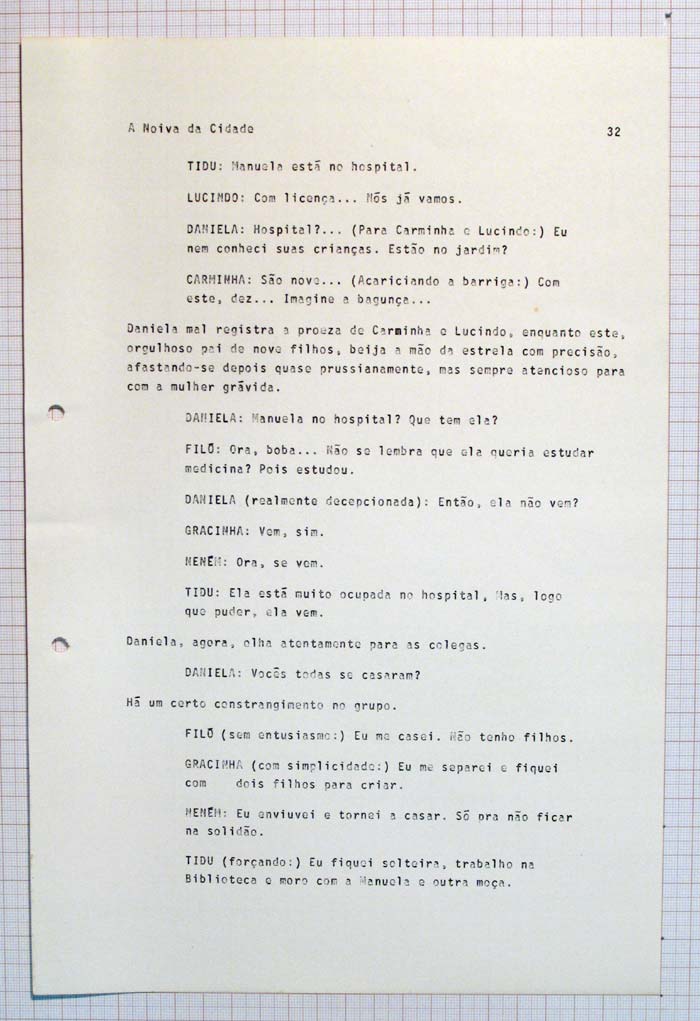 A Noiva da Cidade
32
TIDU: Manuela está no hospital.
LUCINDO: Com licença... Nós já vamos.
DANIELA: Hospital?... (Para Carminha e Lucindo:) Eu
nem conheci suas crianças. Estão no jardim?
CARMINHA: São nove... (Acariciando a barriga:) Com
este, dez... Imagine a bagunça...
Daniela mal registra a proeza de Carminha e Lucindo, enquanto este,
orgulhoso pai de nove filhos, beija a mão da estrela com precisão,
afastando-se depois quase prussianamente, mas sempre atencioso para
com a mulher grávida.
DANIELA: Manuela no hospital? Que tem ela?
FILÔ: Ora, boba... Não se lembra que ela queria estudar
medicina? Pois estudou.
DANIELA (realmente decepcionada): Então, ela não vem?
GRACINHA: Vem, sim.
NENÉM: Ora, se vem.
TIDU: Ela está muito ocupada no hospital, Mas, logo
que puder, ela vem.
Daniela, agora, olha atentamente para as colegas.
DANIELA: Vocês todas se casaram?
Há um certo constrangimento no grupo.
FILÔ (sem entusiasmo:) Eu me casei. Não tenho filhos.
GRACINHA (com simplicidade:) Eu me separei e fiquei
com    dois filhos para criar.
NENÉM: Eu enviuvei e tornei a casar. Só pra não ficar
na solidão.
TIDU (forçando:) Eu fiquei solteira, trabalho na
Biblioteca e moro com a Manuela e outra moça.